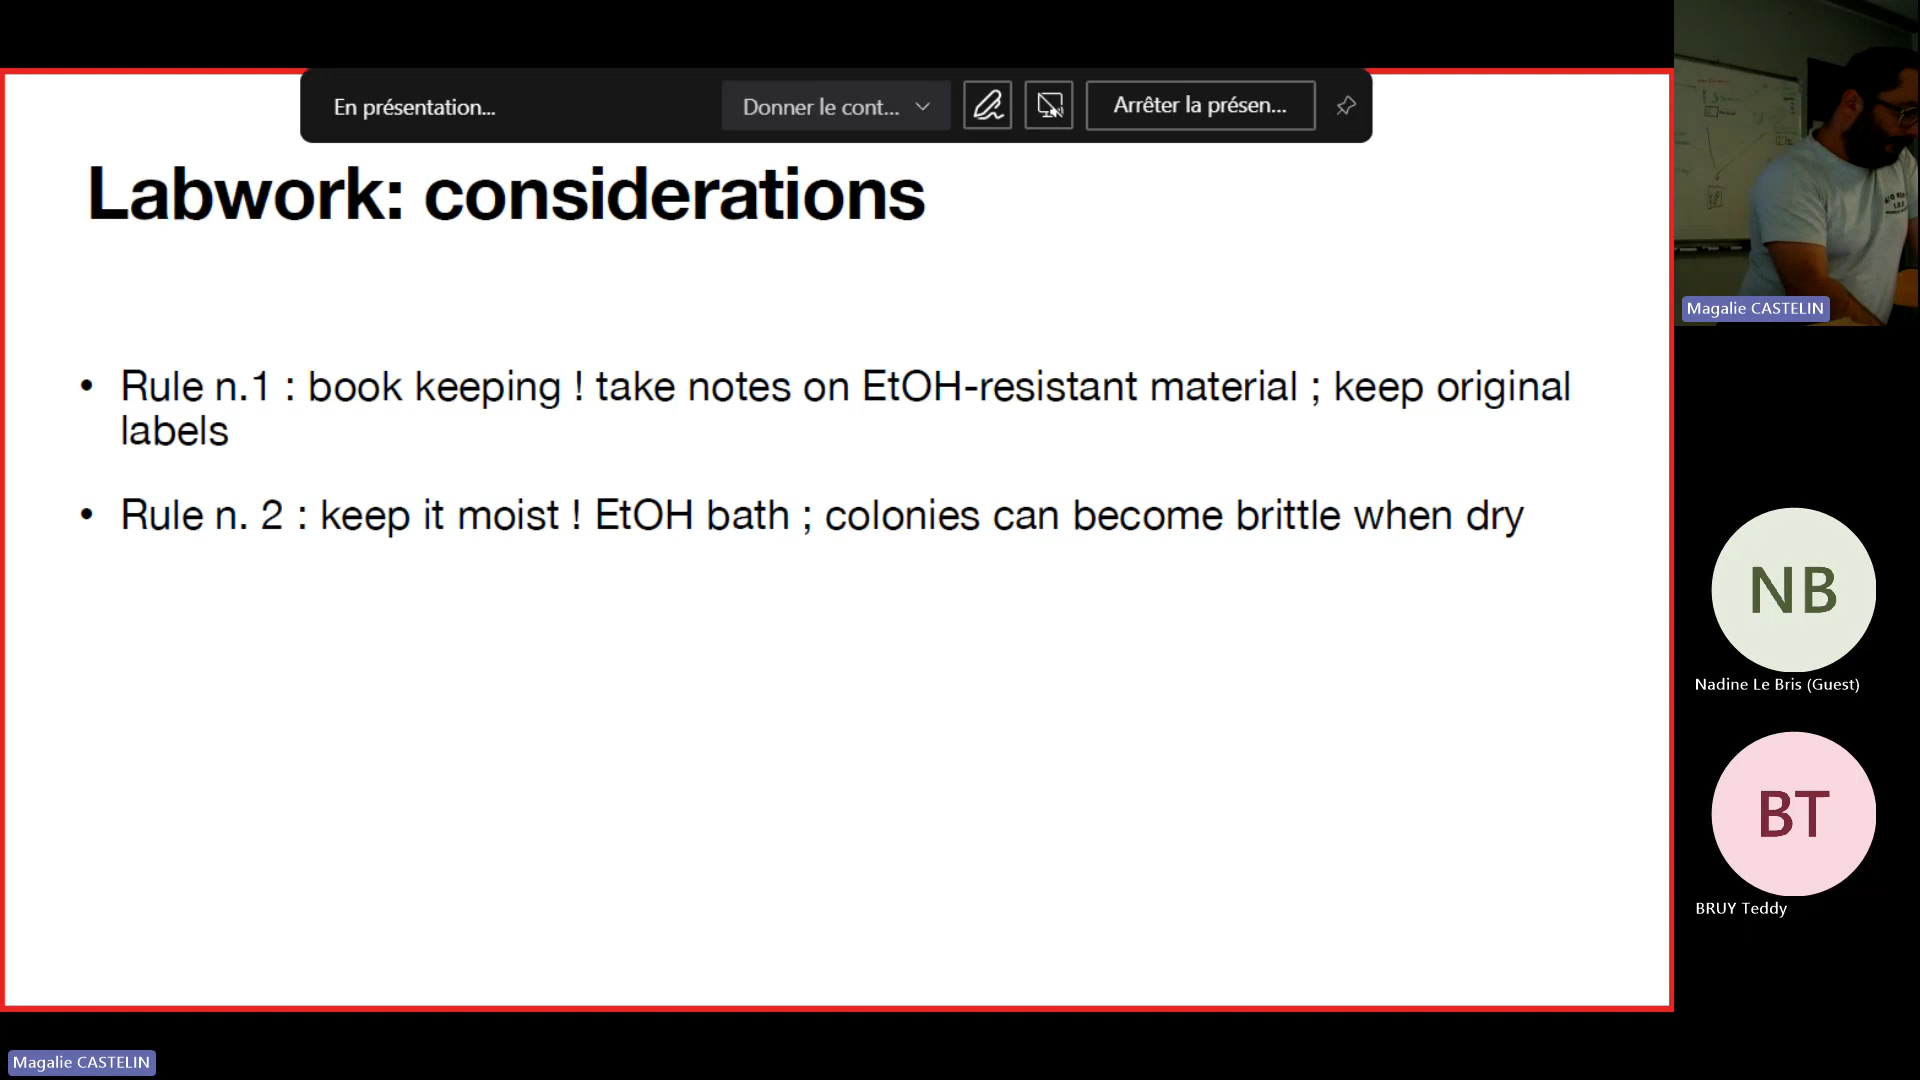 En présentation...
Donner le cont...
Arrêter la présen...
Labwork: considerations
• Rule n.1 : book keeping ! take notes on EtOH-resistant material ; keep original
labels
• Rule n. 2 : keep it moist ! EtOH bath ; colonies can become brittle when dry
Magalie CASTELIN
NB
Nadine Le Bris (Guest)
BT
BRUY Teddy
Magalie CASTELIN